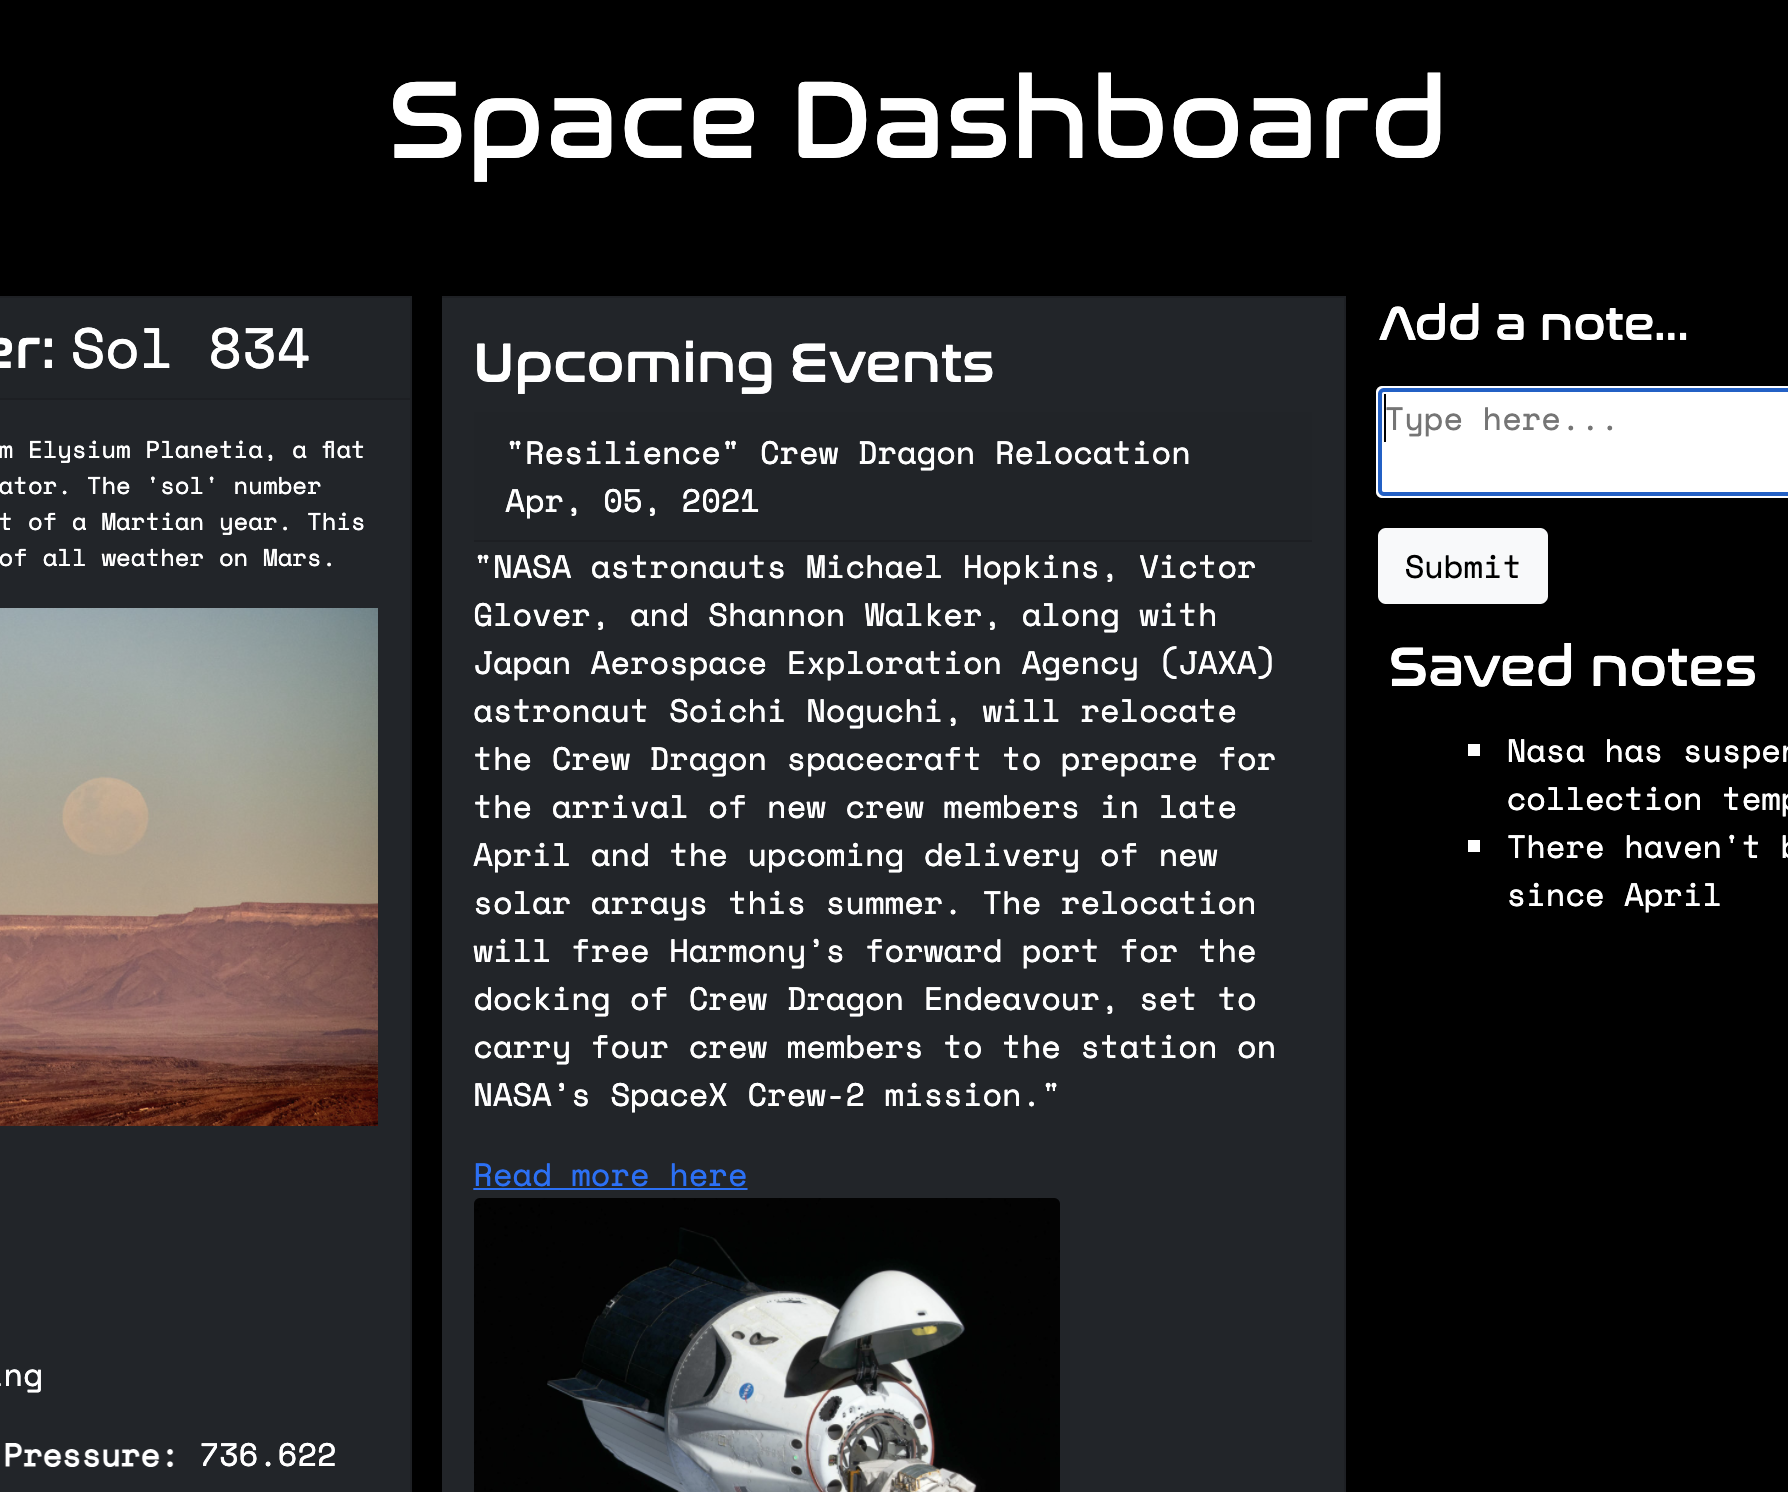 Space Dashboard
er: Sol 834
m Elysium Planetia, a flat
ator. The 'sol' number
t of a Martian year. This
of all weather on Mars.
ng
Pressure: 736.622
Upcoming Events
"Resilience" Crew Dragon Relocation
Apr, 05, 2021
"NASA astronauts Michael Hopkins, Victor
Glover, and Shannon Walker, along with
Japan Aerospace Exploration Agency (JAXA)
astronaut Soichi Noguchi, will relocate
the Crew Dragon spacecraft to prepare for
the arrival of new crew members in late
April and the upcoming delivery of new
solar arrays this summer. The relocation
will free Harmony’s forward port for the
docking of Crew Dragon Endeavour, set to
carry four crew members to the station on
NASA’s SpaceX Crew-2 mission."
Read more here
Add a note...
Type here...
Submit
Saved notes
Nasa has suspen
collection temp
There haven't b
since April